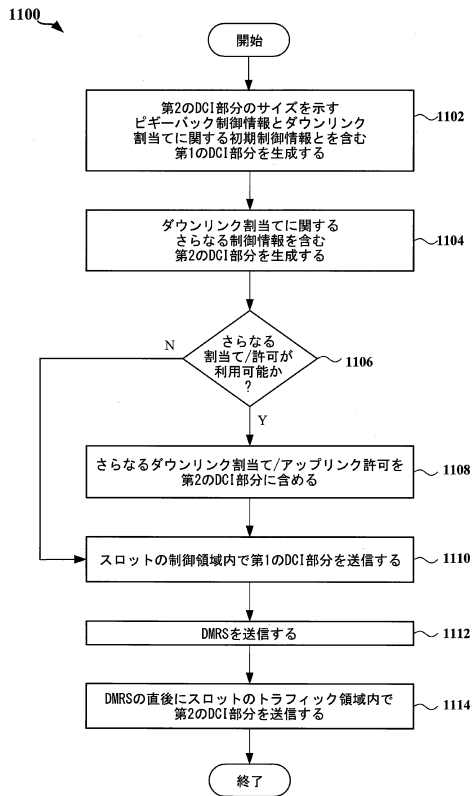 1100
開始
第2のDCI部分のサイズを示す
ピギーバック制御情報とダウンリンク
割当てに関する初期制御情報とを含む
第1のDCI部分を生成する
1102
ダウンリンク割当てに関する
さらなる制御情報を含む
第2のDCI部分を生成する
1104
さらなる
割当て/許可が
利用可能か
?
1106
N
Y
さらなるダウンリンク割当て/アップリンク許可を
第2のDCI部分に含める
1108
スロットの制御領域内で第1のDCI部分を送信する
1110
DMRSを送信する
1112
DMRSの直後にスロットのトラフィック領域内で
第2のDCI部分を送信する
1114
終了